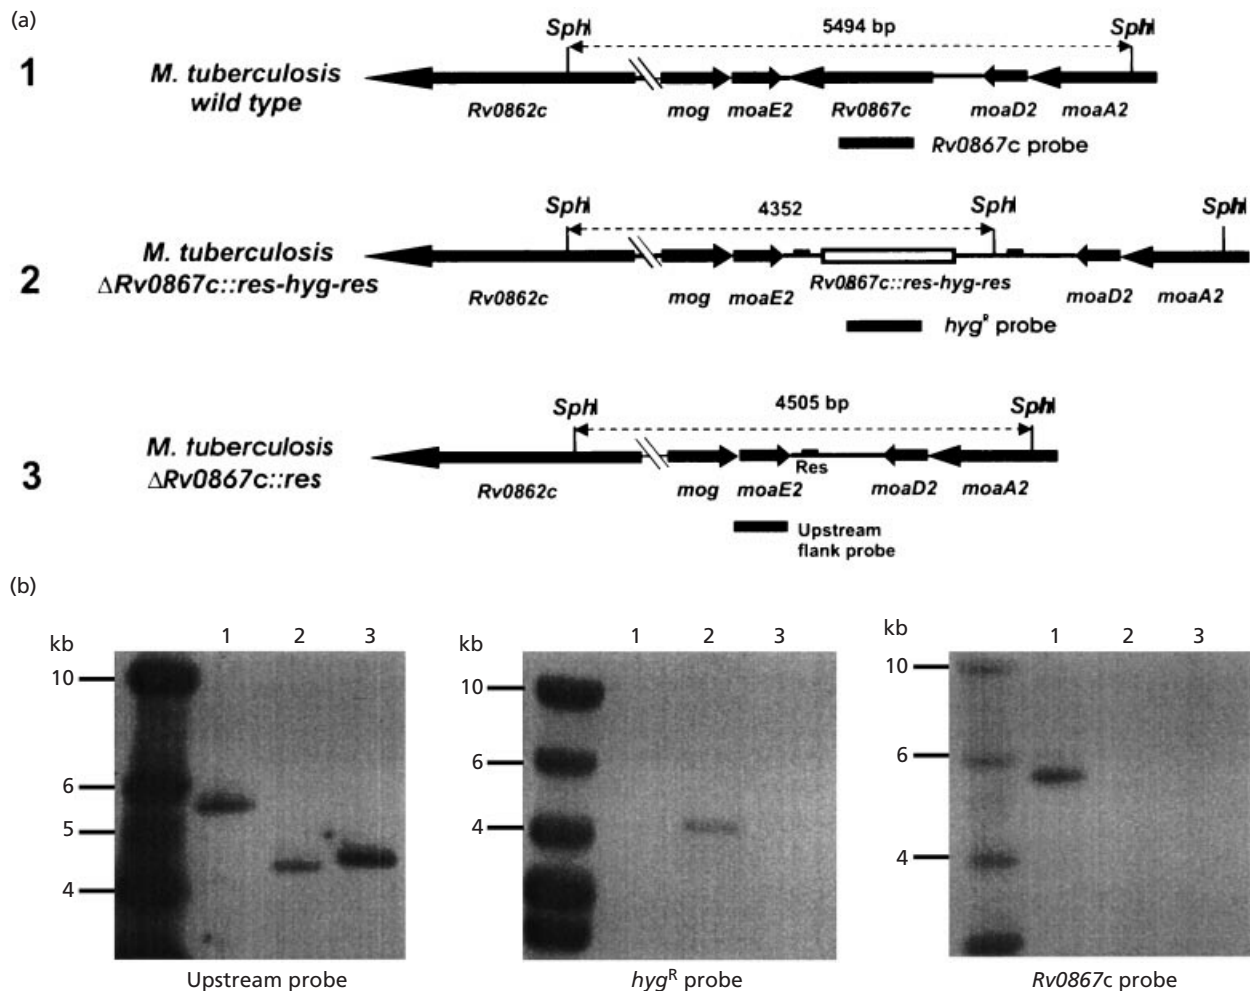 (a)
SphI 5494 bp SphI
1 M. tuberculosis
wild type
Rv0862c mog moaE2 Rv0867c moaD2 moaA2
Rv0867c probe
SphI 4352 SphI SphI
2 M. tuberculosis
ΔRv0867c::res-hyg-res
Rv0862c mog moaE2 Rv0867c::res-hyg-res moaD2 moaA2
hygᴿ probe
SphI 4505 bp SphI
3 M. tuberculosis
ΔRv0867c::res
Res
Rv0862c mog moaE2 moaD2 moaA2
Upstream
flank probe
(b)
kb 1 2 3
10
6
5
4
Upstream probe
kb 1 2 3
10
6
4
hygᴿ probe
kb 1 2 3
10
6
4
Rv0867c probe